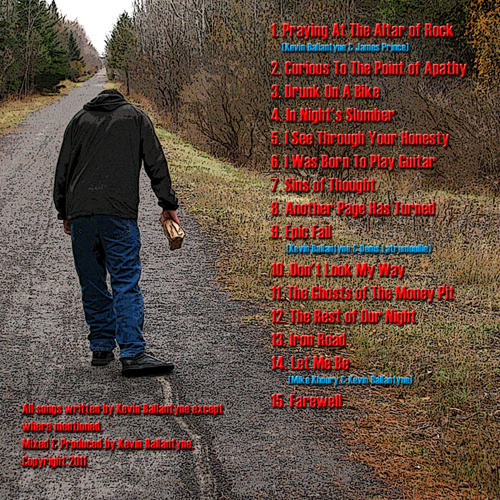 1. Praying At The Altar of Rock
(Kevin Ballantyne & James Prince)
2. Curious To The Point of Apathy
3. Drunk On A Bike
4. In Night's Slumber
5. I See Through Your Honesty
6. I Was Born To Play Guitar
7. Sins of Thought
8. Another Page Has Turned
9. Epic Fail
(Kevin Ballantyne & Denis Latremouille)
10. Don't Look My Way
11. The Ghosts of The Money Pit
12. The Rest of Our Night
13. Iron Road
14. Let Me Be
(Mike Khoury & Kevin Ballantyne)
15. Farewell
All songs written by Kevin Ballantyne except
where mentioned.
Mixed & Produced by Kevin Ballantyne.
Copyright 2011